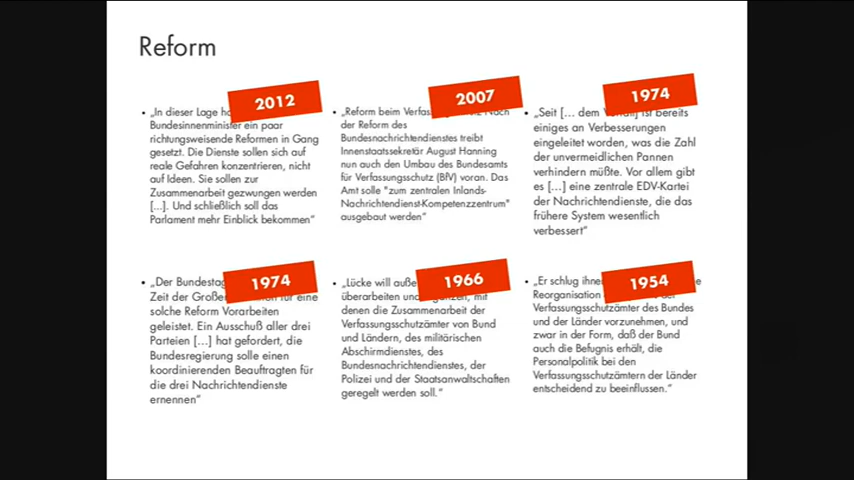 Reform
2012
„In dieser Lage
Bundesinnenminister ein paar
richtungsweisende Reformen in Gang
gesetzt. Die Dienste sollen sich auf
reale Gefahren konzentrieren, nicht
auf Ideen. Sie sollen zur
Zusammenarbeit gezwungen werden
[...]. Und schließlich soll das
Parlament mehr Einblick bekommen“
2007
„Reform beim
der Reform des
Bundesnachrichtendienstes treibt
Innenstaatssekretär August Hanning
nun auch den Umbau des Bundesamts
für Verfassungsschutz (BfV) voran. Das
Amt solle "zum zentralen Inlands-
Nachrichtendienst-Kompetenzzentrum"
ausgebaut werden“
1974
„Seit [... dem ist bereits
einiges an Verbesserungen
eingeleitet worden, was die Zahl
der unvermeidlichen Pannen
verhindern müßte. Vor allem gibt
es [...] eine zentrale EDV-Kartei
der Nachrichtendienste, die das
frühere System wesentlich
verbessert“
1974
„Der
Zeit der für eine
solche Reform Vorarbeiten
geleistet. Ein Ausschuß aller drei
Parteien [...] hat gefordert, die
Bundesregierung solle einen
koordinierenden Beauftragten für
die drei Nachrichtendienste
ernennen“
1966
„Lücke will
überarbeiten mit
denen die Zusammenarbeit der
Verfassungsschutzämter von Bund
und Ländern, des militärischen
Abschirmdienstes, des
Bundesnachrichtendienstes, der
Polizei und der Staatsanwaltschaften
geregelt werden soll.“
1954
„Er schlug
Reorganisation der
Verfassungsschutzämter des Bundes
und der Länder vorzunehmen, und
zwar in der Form, daß der Bund
auch die Befugnis erhält, die
Personalpolitik bei den
Verfassungsschutzämtern der Länder
entscheidend zu beeinflussen.“